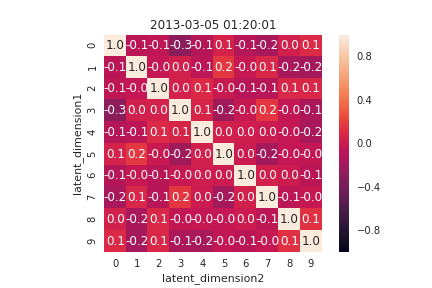 2013-03-05 01:20:01
latent_dimension1
0 1.0 -0.1 -0.1 -0.3 -0.1 0.1 -0.1 -0.2 0.0 0.1
1 -0.1 1.0 -0.0 0.0 -0.1 0.2 -0.0 0.1 -0.2 -0.2
2 -0.1 -0.0 1.0 0.0 0.1 -0.0 -0.0 -0.1 0.1 0.1
3 -0.3 0.0 0.0 1.0 0.1 -0.2 -0.0 0.2 -0.0 -0.1
4 -0.1 -0.1 0.1 0.1 1.0 0.0 0.0 -0.0 -0.0 -0.2
5 0.1 0.2 -0.0 -0.2 0.0 1.0 0.0 -0.2 -0.0 -0.0
6 -0.1 -0.0 -0.1 -0.0 0.0 0.0 1.0 0.0 0.0 -0.1
7 -0.2 0.1 -0.1 0.2 0.0 -0.2 0.0 1.0 -0.1 -0.0
8 0.0 -0.2 0.1 -0.0 -0.0 -0.0 0.0 -0.1 1.0 0.1
9 0.1 -0.2 0.1 -0.1 -0.2 -0.0 -0.1 -0.0 0.1 1.0
0 1 2 3 4 5 6 7 8 9
latent_dimension2
0.8
0.4
0.0
-0.4
-0.8